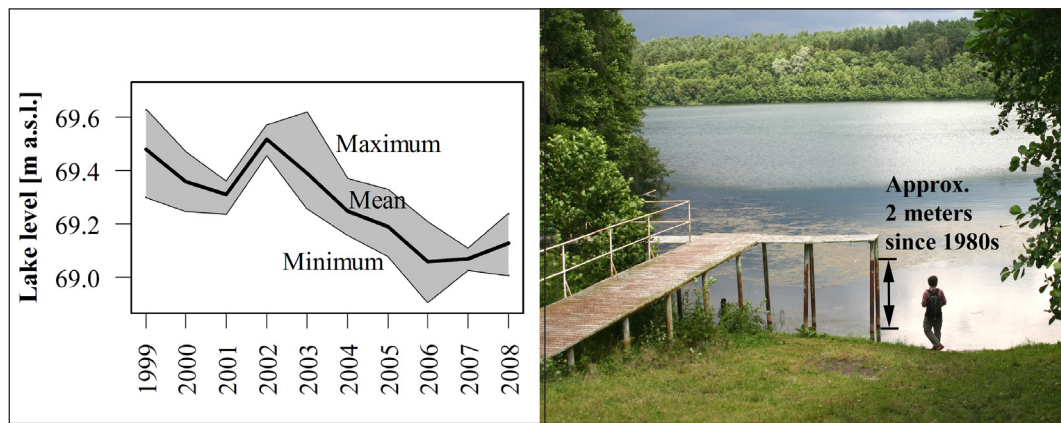 Lake level [m a.s.l.]
69.6
69.4
69.2
69.0
Maximum
Mean
Minimum
1999
2000
2001
2002
2003
2004
2005
2006
2007
2008
Approx.
2 meters
since 1980s